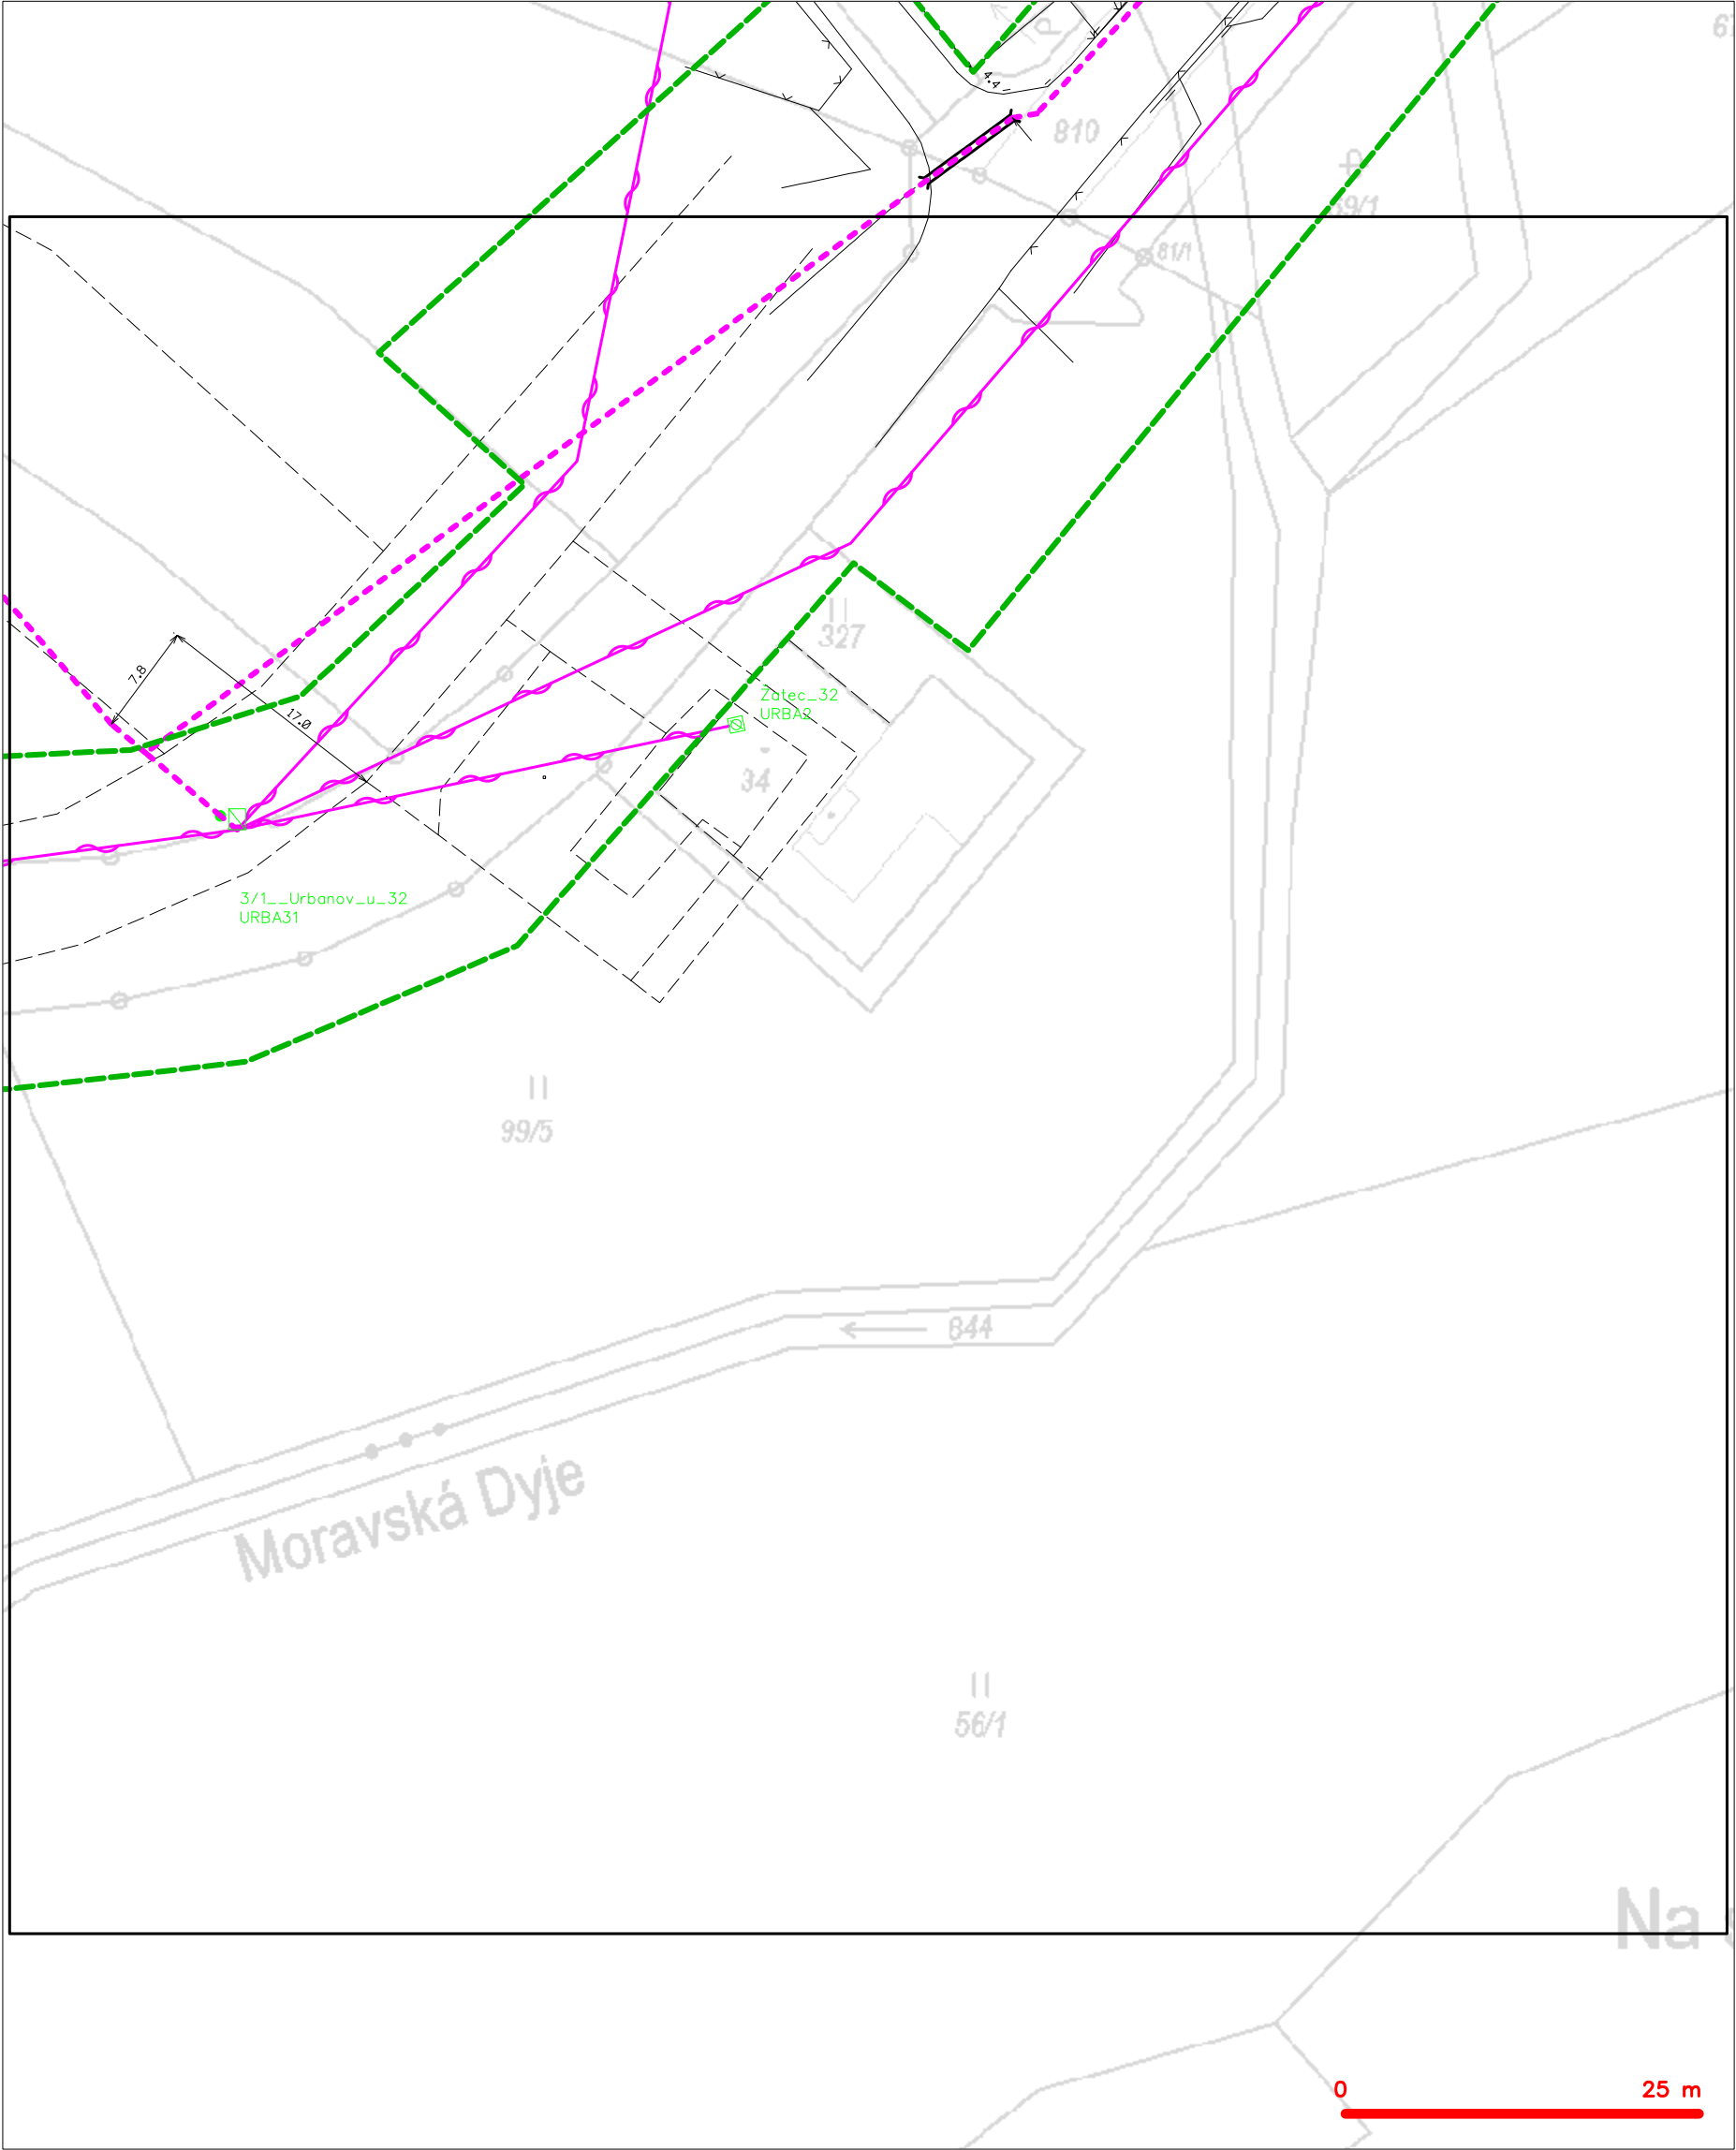 4.4
810
81/1
327
Zatec_32
URBA2
7.8
17.0
34
3/1__Urbanov_u_32
URBA31
99/5
844
Moravská Dyje
56/1
Na
0 25 m